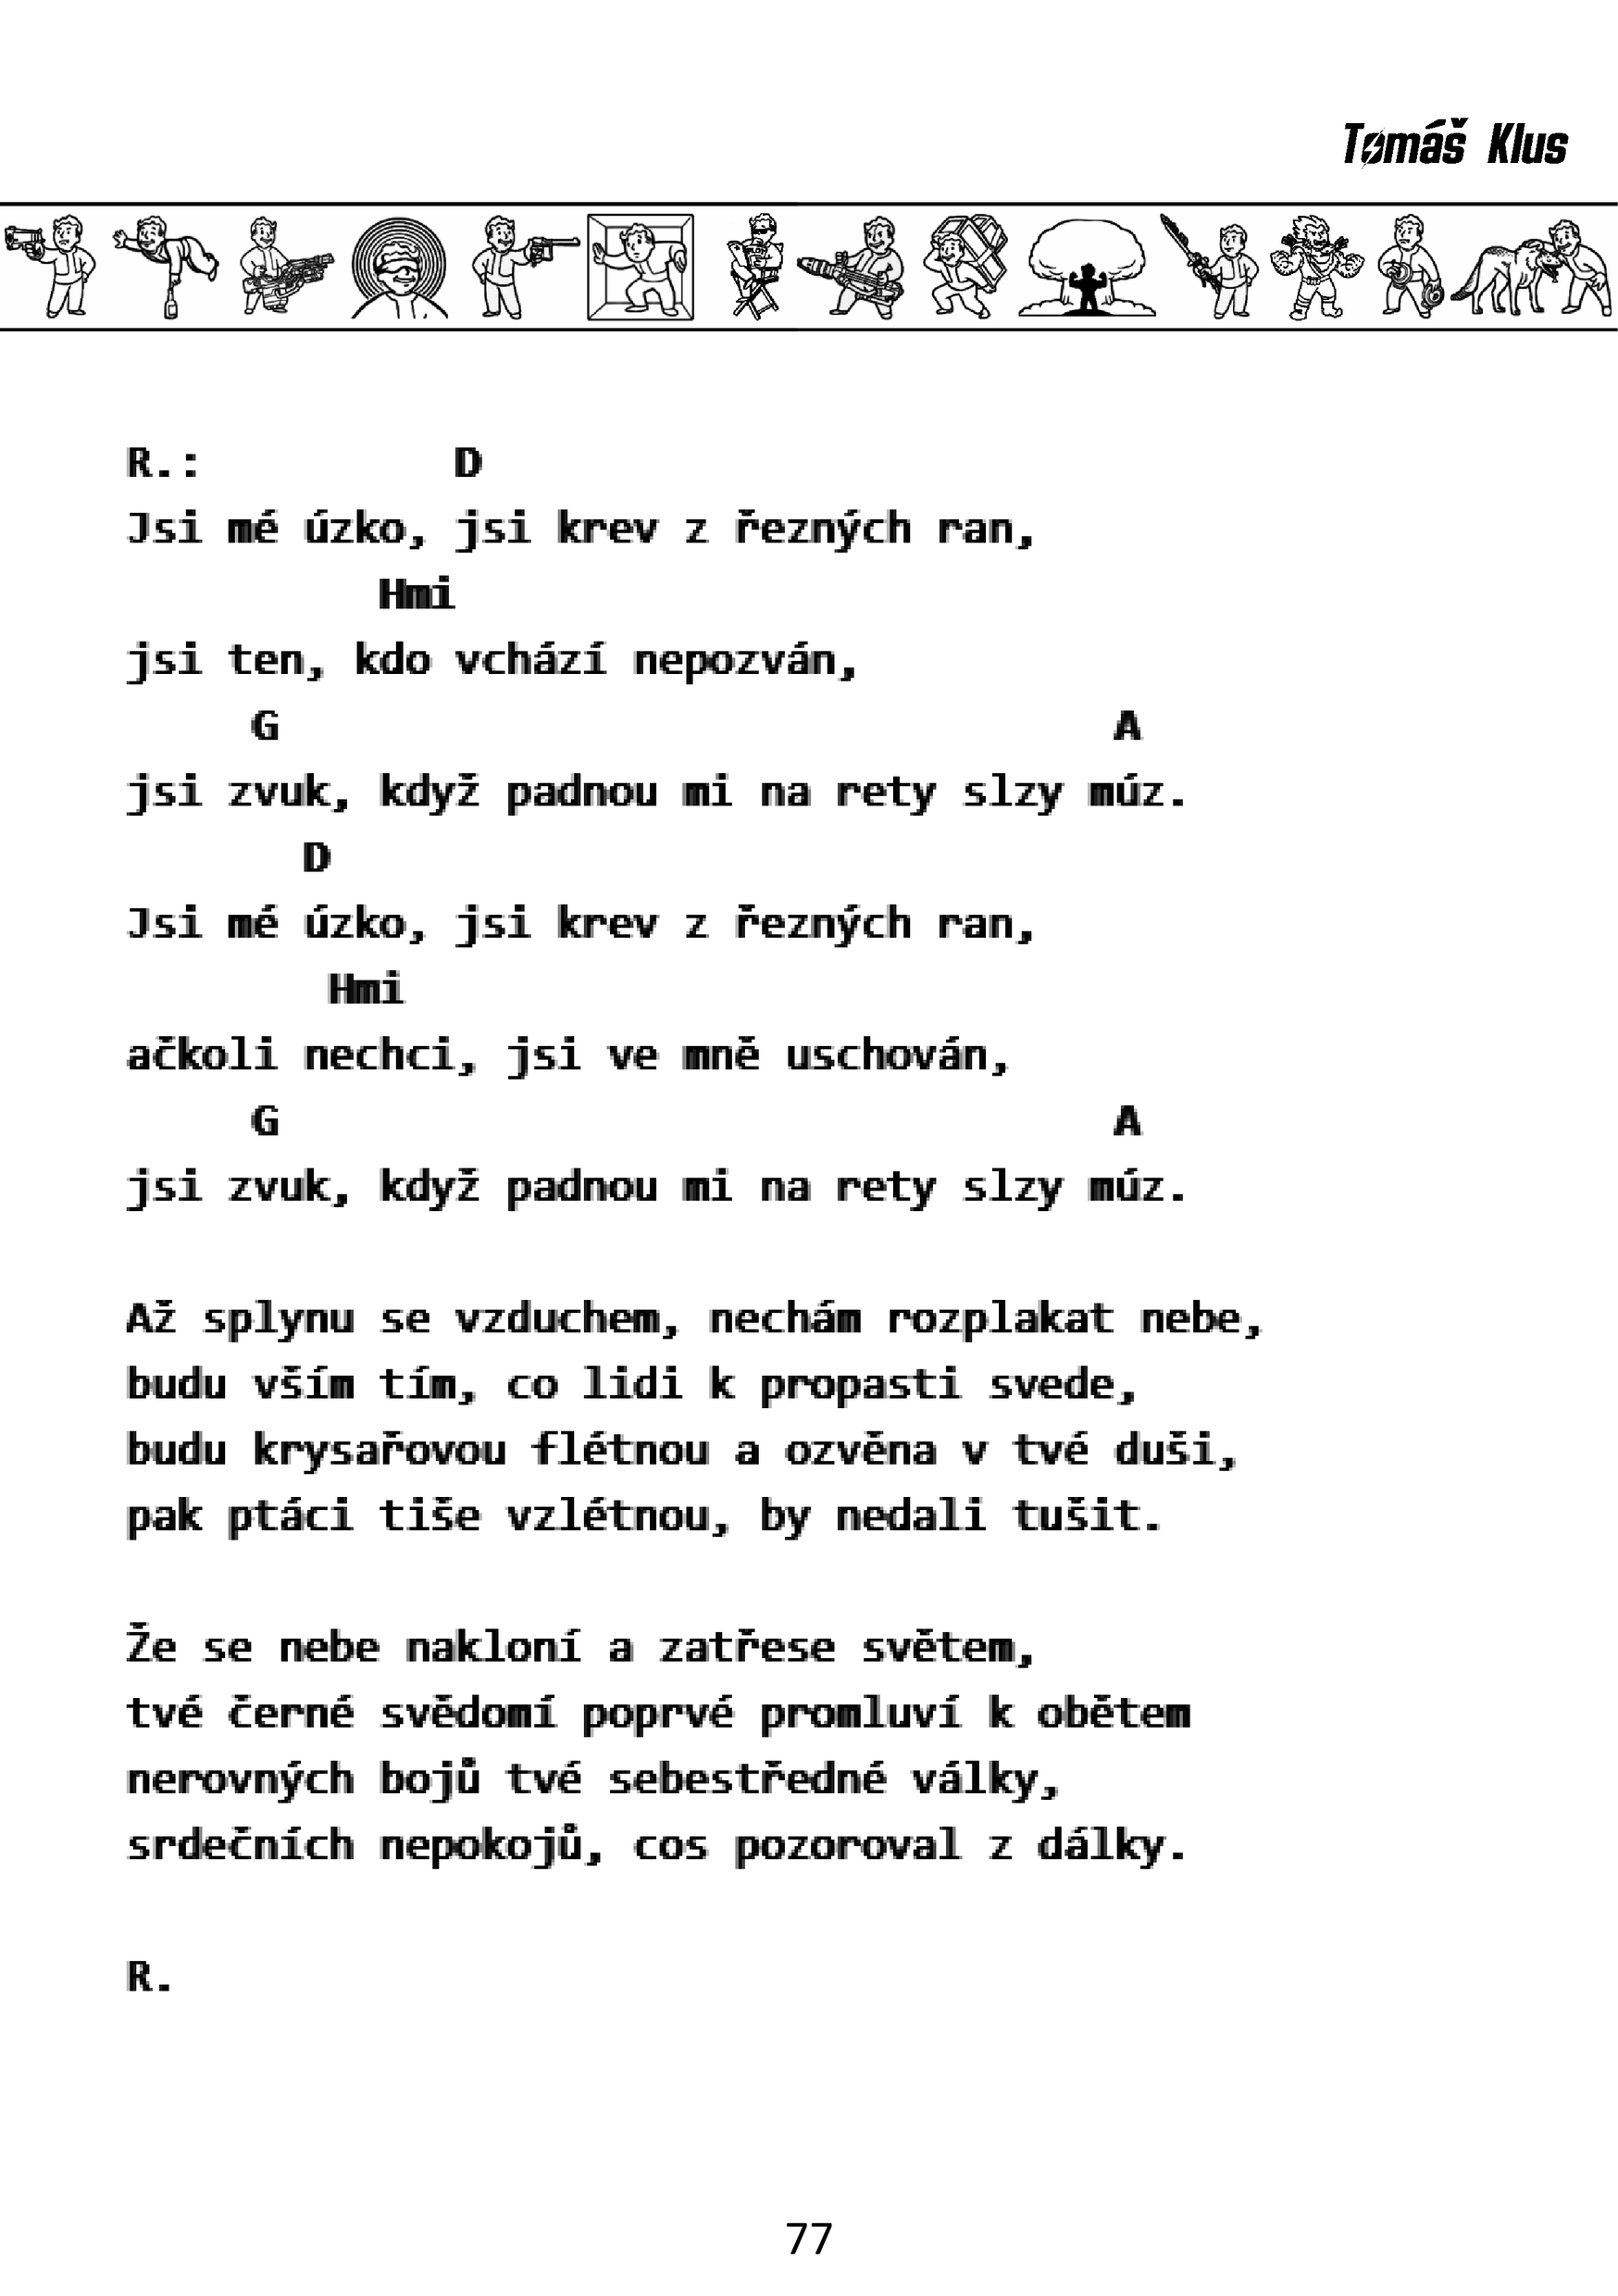 Tomáš Klus
R.: D
Jsi mé úzko, jsi krev z řezných ran,
Hmi
jsi ten, kdo vchází nepozván,
G A
jsi zvuk, když padnou mi na rety slzy múz.
D
Jsi mé úzko, jsi krev z řezných ran,
Hmi
ačkoli nechci, jsi ve mně uschován,
G A
jsi zvuk, když padnou mi na rety slzy múz.
Až splynu se vzduchem, nechám rozplakat nebe,
budu vším tím, co lidi k propasti svede,
budu krysařovou flétnou a ozvěna v tvé duši,
pak ptáci tiše vzlétnou, by nedali tušit.
Že se nebe nakloní a zatřese světem,
tvé černé svědomí poprvé promluví k obětem
nerovných bojů tvé sebestředné války,
srdečních nepokojů, cos pozoroval z dálky.
R.
77